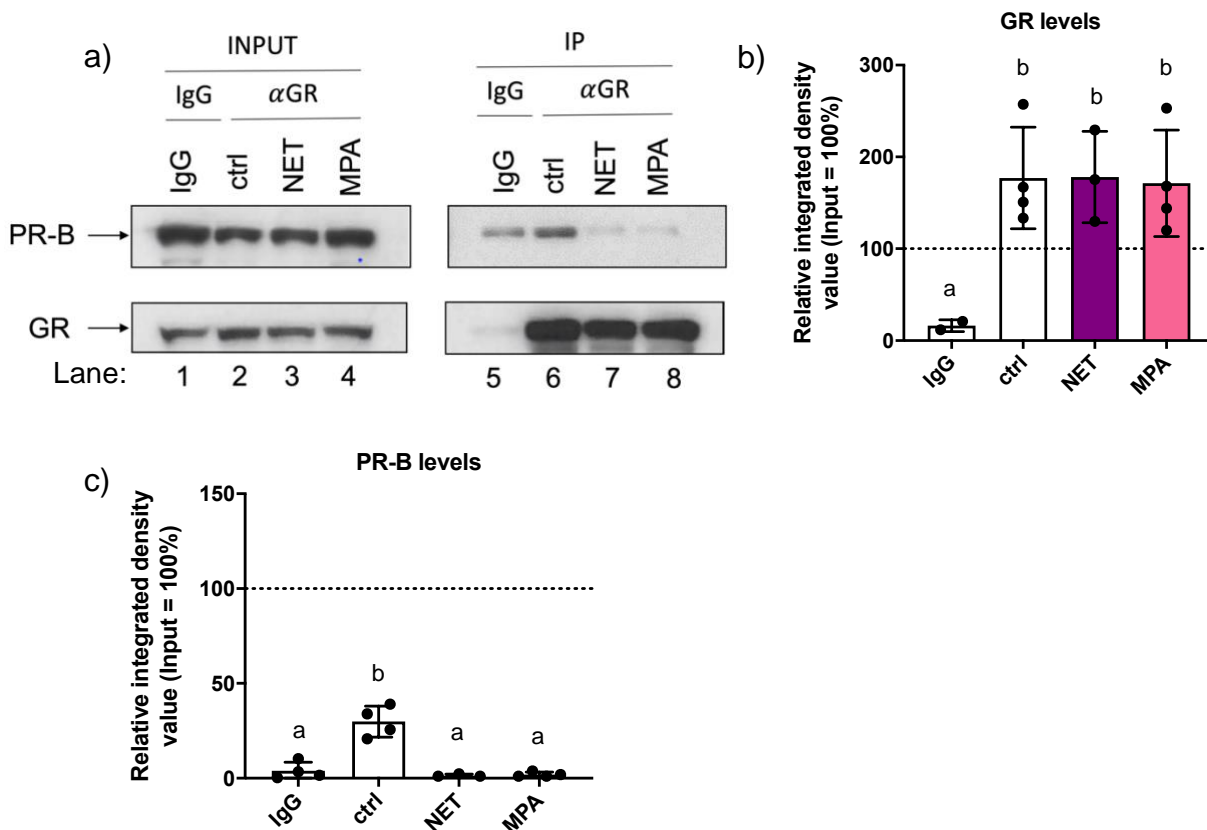 a)
INPUT
IP
IgG αGR
IgG αGR
IgG ctrl NET MPA
IgG ctrl NET MPA
PR-B
GR
Lane: 1 2 3 4 5 6 7 8
b)
GR levels
Relative integrated density
value (Input = 100%)
300
200
100
0
a
b
b
b
IgG
ctrl
NET
MPA
c)
PR-B levels
Relative integrated density
value (Input = 100%)
150
100
50
0
a
b
a
a
IgG
ctrl
NET
MPA